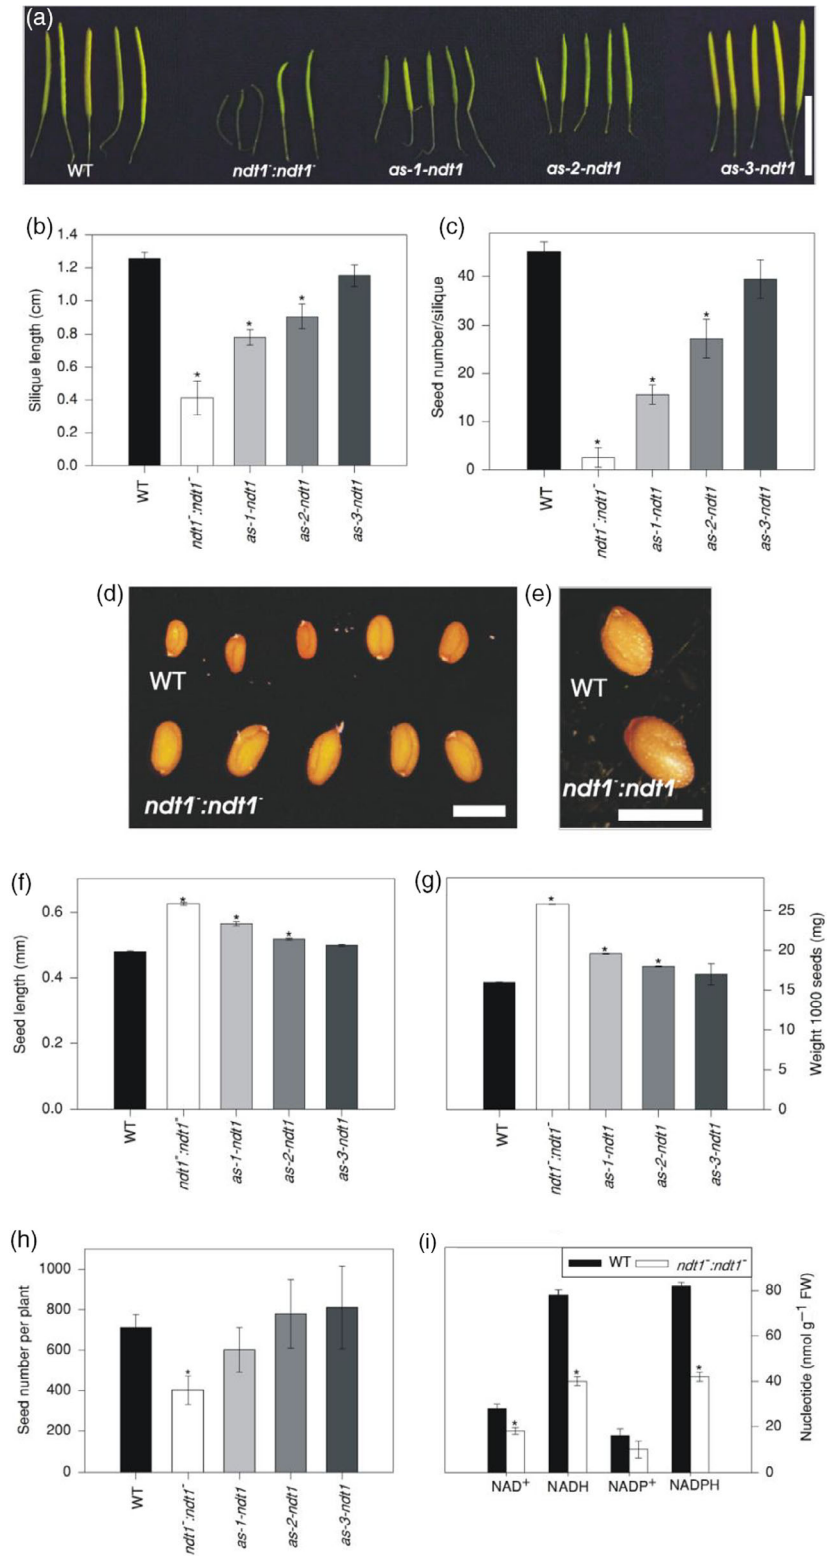 (a)
WT
ndt1⁻:ndt1⁻
as-1-ndt1
as-2-ndt1
as-3-ndt1
(b)
Silique length (cm)
1.4
1.2
1.0
0.8
0.6
0.4
0.2
0.0
*
*
*
WT
ndt1⁻:ndt1⁻
as-1-ndt1
as-2-ndt1
as-3-ndt1
(c)
Seed number/silique
40
30
20
10
0
*
*
*
WT
ndt1⁻:ndt1⁻
as-1-ndt1
as-2-ndt1
as-3-ndt1
(d)
WT
ndt1⁻:ndt1⁻
(e)
WT
ndt1⁻:ndt1⁻
(f)
Seed length (mm)
0.6
0.4
0.2
0.0
*
*
*
WT
ndt1⁻:ndt1⁻
as-1-ndt1
as-2-ndt1
as-3-ndt1
(g)
Weight 1000 seeds (mg)
25
20
15
10
5
0
*
*
*
WT
ndt1⁻:ndt1⁻
as-1-ndt1
as-2-ndt1
as-3-ndt1
(h)
Seed number per plant
1000
800
600
400
200
0
*
WT
ndt1⁻:ndt1⁻
as-1-ndt1
as-2-ndt1
as-3-ndt1
(i)
WT ndt1⁻:ndt1⁻
Nucleotide (nmol g⁻¹ FW)
80
60
40
20
0
*
*
*
NAD⁺ NADH NADP⁺ NADPH